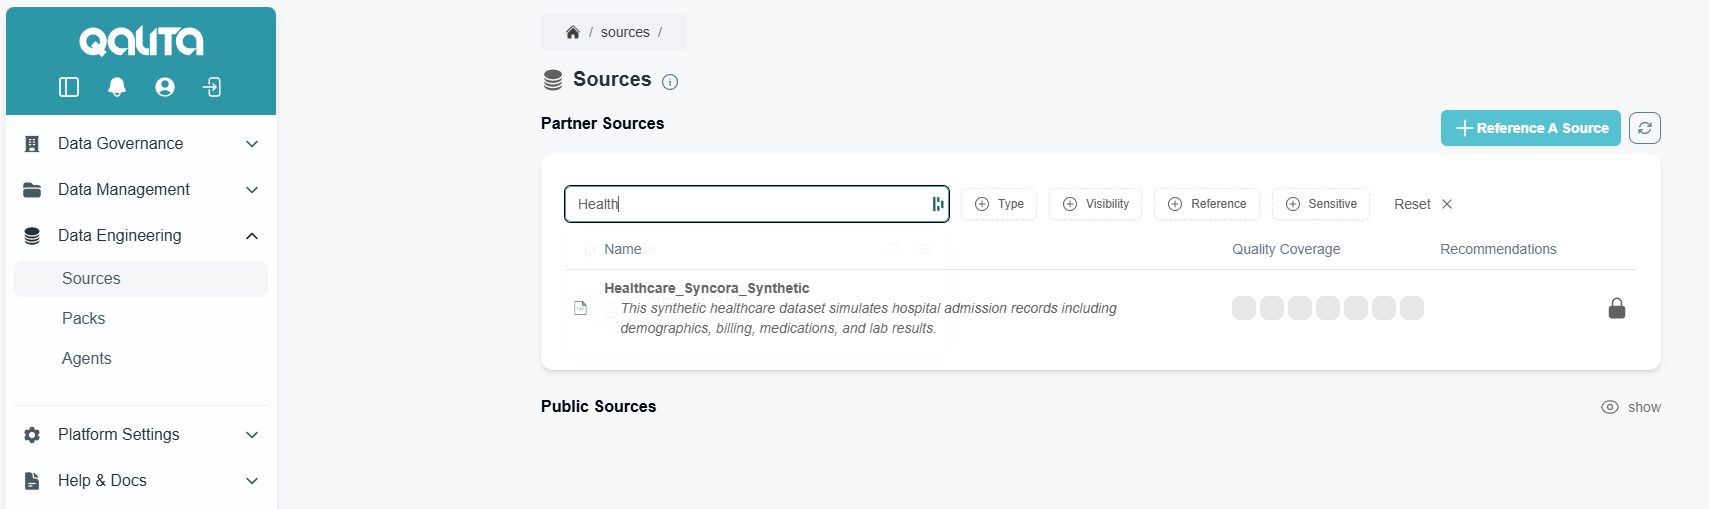 QALITA
Data Governance
Data Management
Data Engineering
Sources
Packs
Agents
Platform Settings
Help & Docs
/ sources /
Sources
Partner Sources
Reference A Source
Health
Type
Visibility
Reference
Sensitive
Reset
Name
Quality Coverage
Recommendations
Healthcare_Syncora_Synthetic
This synthetic healthcare dataset simulates hospital admission records including
demographics, billing, medications, and lab results.
Public Sources
show